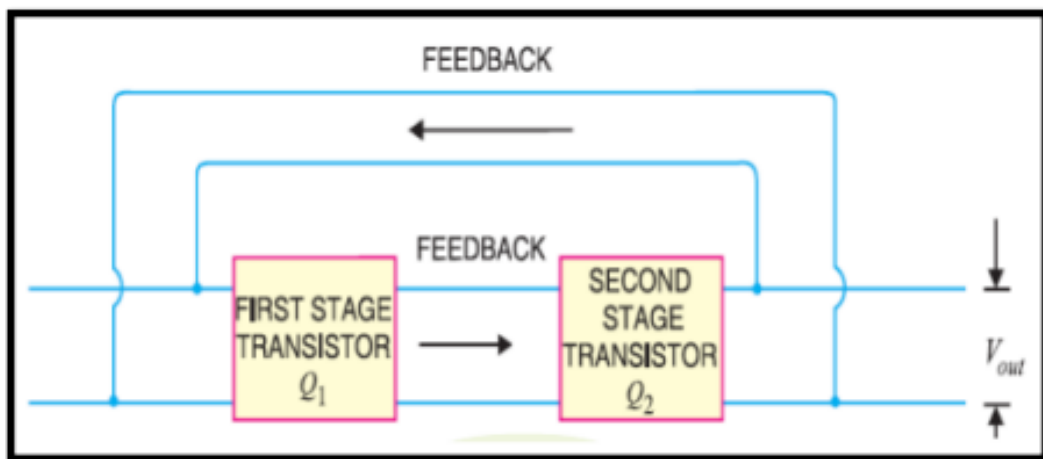 FEEDBACK
FEEDBACK
FIRST STAGE
TRANSISTOR
Q1
SECOND
STAGE
TRANSISTOR
Q2
Vout